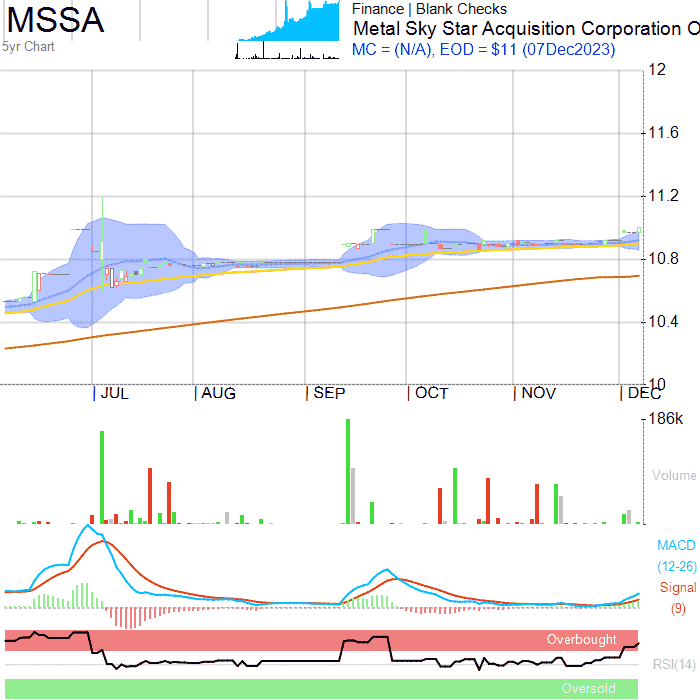 MSSA
5yr Chart
Finance | Blank Checks
Metal Sky Star Acquisition Corporation O
MC = (N/A), EOD = $11 (07Dec2023)
12
11.6
11.2
10.8
10.4
10
JUL AUG SEP OCT NOV DEC
186k
Volume
MACD
(12-26)
Signal
(9)
Overbought
RSI(14)
Oversold